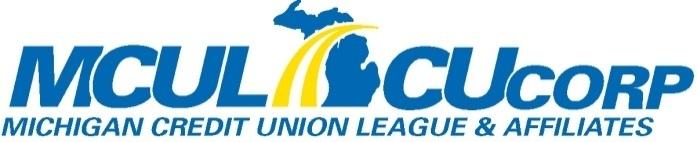 MCUL CUCORP
MICHIGAN CREDIT UNION LEAGUE & AFFILIATES